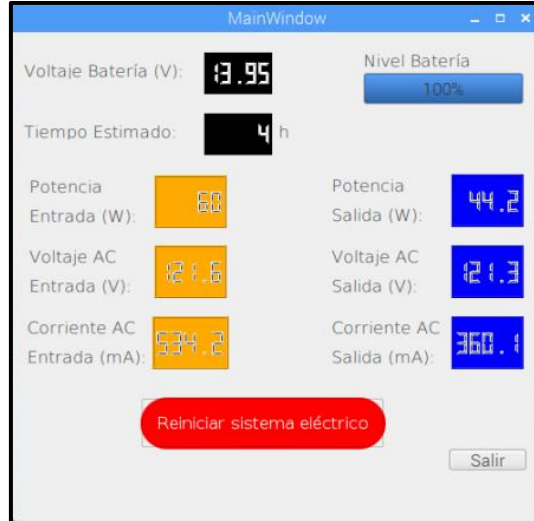 MainWindow
Voltaje Batería (V): 13.95
Nivel Batería
100%
Tiempo Estimado: 4 h
Potencia
Entrada (W): 60
Potencia
Salida (W): 44.2
Voltaje AC
Entrada (V): 121.6
Voltaje AC
Salida (V): 121.3
Corriente AC
Entrada (mA): 534.2
Corriente AC
Salida (mA): 360.1
Reiniciar sistema eléctrico
Salir